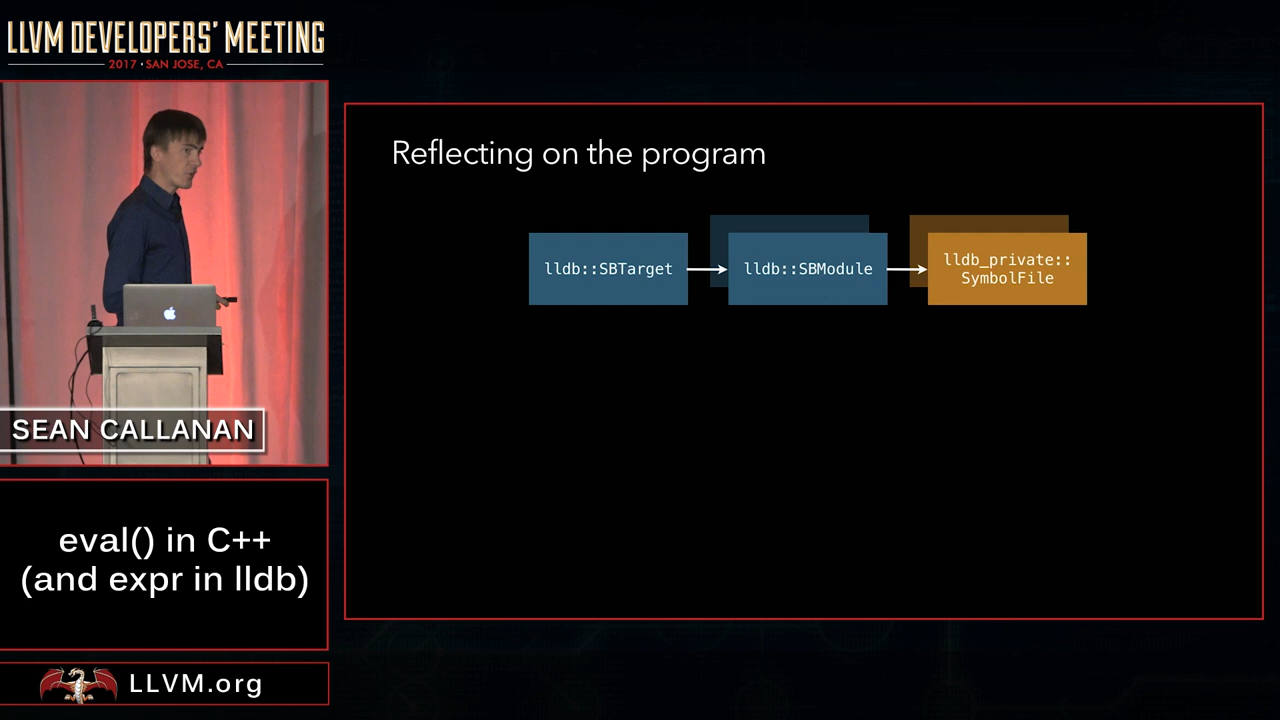 LLVM DEVELOPERS' MEETING
2017 · SAN JOSE, CA
SEAN CALLANAN
eval() in C++
(and expr in lldb)
LLVM.org
Reflecting on the program
lldb::SBTarget
lldb::SBModule
lldb_private::
SymbolFile